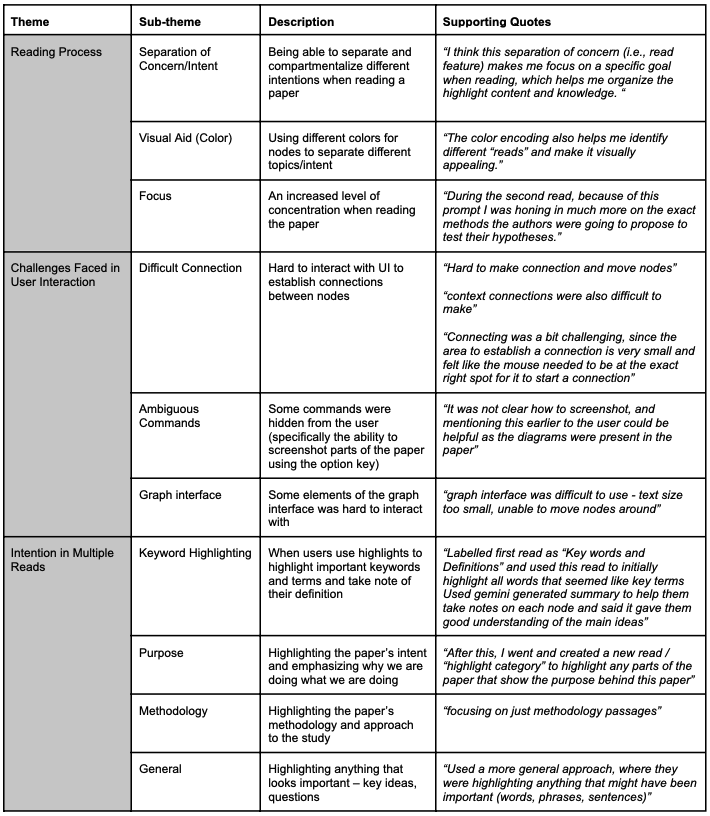 Theme Sub-theme Description Supporting Quotes
Reading Process
Separation of
Concern/Intent
Being able to separate and
compartmentalize different
intentions when reading a
paper
“I think this separation of concern (i.e., read
feature) makes me focus on a specific goal
when reading, which helps me organize the
highlight content and knowledge. “
Visual Aid (Color)
Using different colors for
nodes to separate different
topics/intent
“The color encoding also helps me identify
different “reads” and make it visually
appealing.”
Focus
An increased level of
concentration when reading
the paper
“During the second read, because of this
prompt I was honing in much more on the exact
methods the authors were going to propose to
test their hypotheses.”
Challenges Faced in
User Interaction
Difficult Connection
Hard to interact with UI to
establish connections
between nodes
“Hard to make connection and move nodes”
“context connections were also difficult to
make”
“Connecting was a bit challenging, since the
area to establish a connection is very small and
felt like the mouse needed to be at the exact
right spot for it to start a connection”
Ambiguous
Commands
Some commands were
hidden from the user
(specifically the ability to
screenshot parts of the paper
using the option key)
“It was not clear how to screenshot, and
mentioning this earlier to the user could be
helpful as the diagrams were present in the
paper”
Graph interface
Some elements of the graph
interface was hard to interact
with
“graph interface was difficult to use - text size
too small, unable to move nodes around”
Intention in Multiple
Reads
Keyword Highlighting
When users use highlights to
highlight important keywords
and terms and take note of
their definition
“Labelled first read as “Key words and
Definitions” and used this read to initially
highlight all words that seemed like key terms
Used gemini generated summary to help them
take notes on each node and said it gave them
good understanding of the main ideas”
Purpose
Highlighting the paper’s intent
and emphasizing why we are
doing what we are doing
“After this, I went and created a new read /
“highlight category” to highlight any parts of the
paper that show the purpose behind this paper”
Methodology
Highlighting the paper’s
methodology and approach
to the study
“focusing on just methodology passages”
General
Highlighting anything that
looks important – key ideas,
questions
“Used a more general approach, where they
were highlighting anything that might have been
important (words, phrases, sentences)”